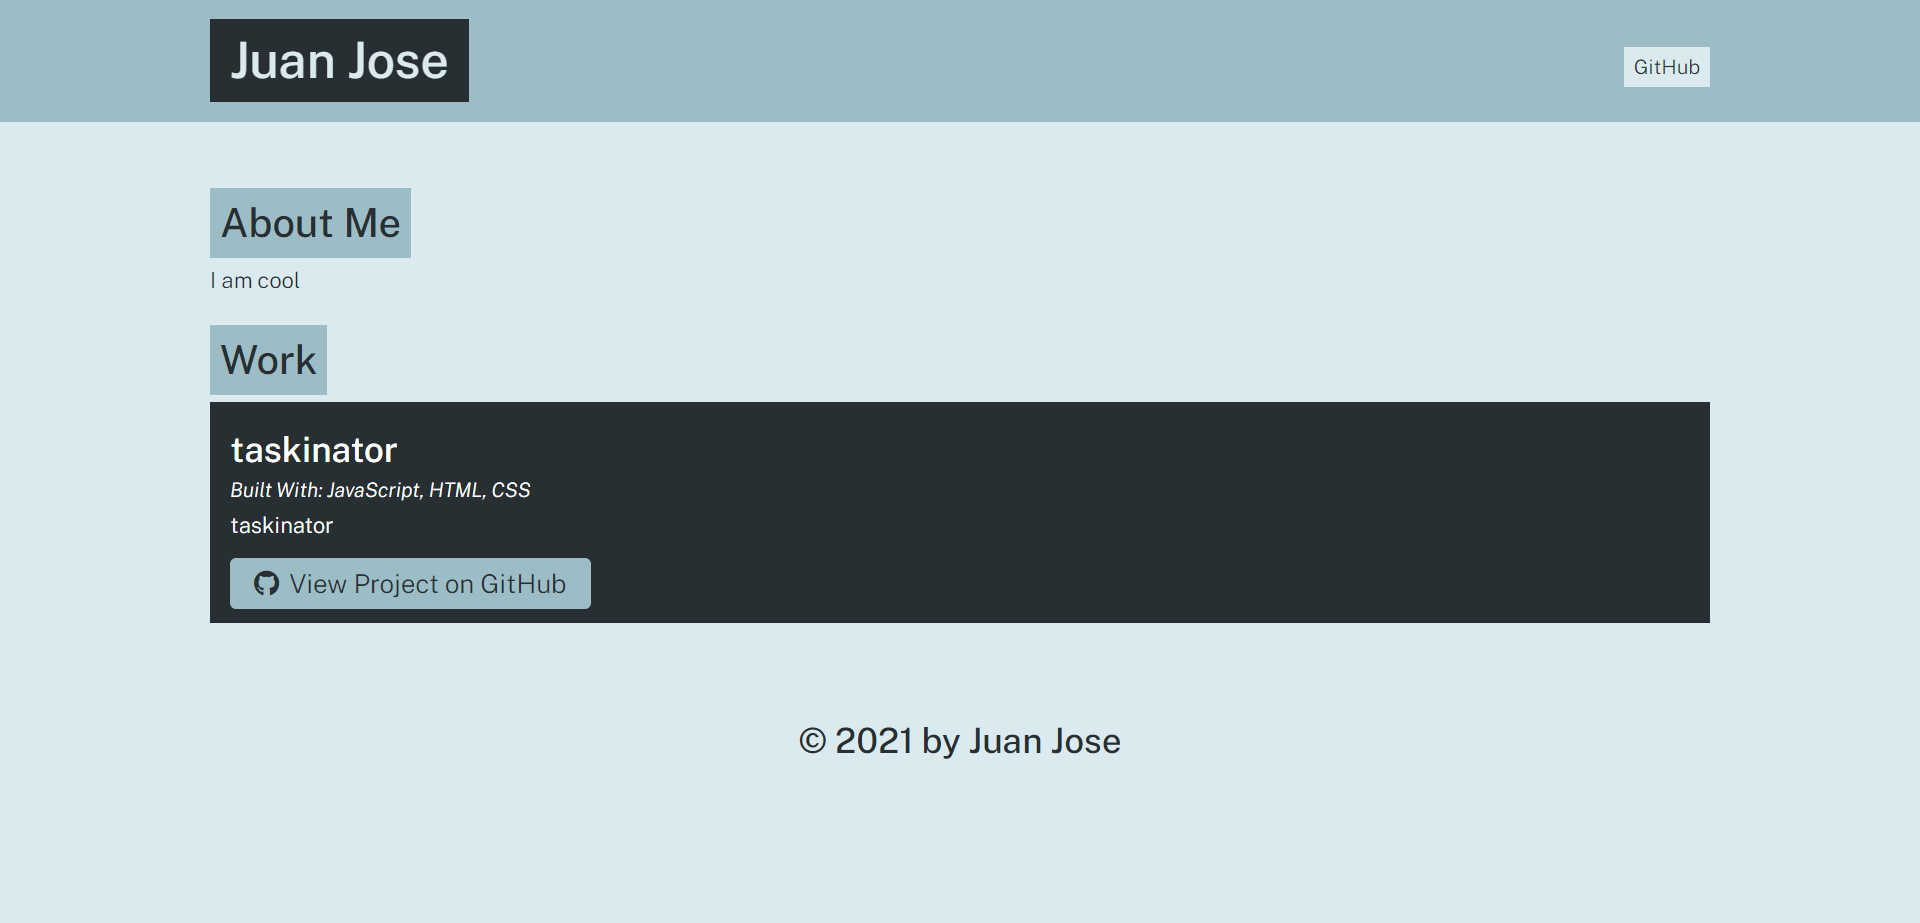 Juan Jose
GitHub
About Me
I am cool
Work
taskinator
Built With: JavaScript, HTML, CSS
taskinator
View Project on GitHub
© 2021 by Juan Jose